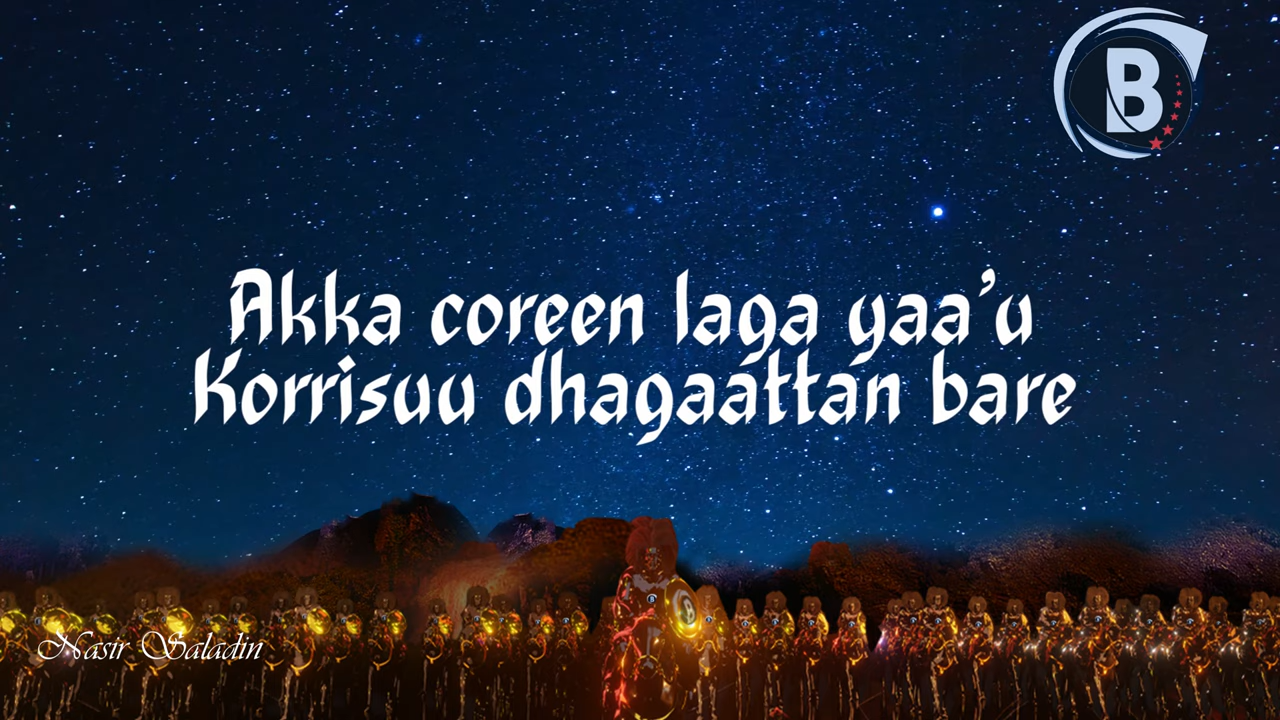 B
Akka coreen laga yaa’u
Korrisuu dhagaattan bare
Nasir Saladin